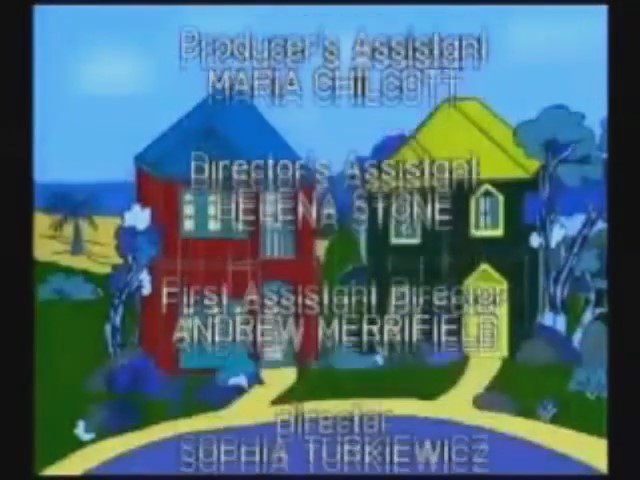 Producer's Assistant
MARIA CHILCOTT
Director's Assistant
HELENA STONE
First Assistant Director
ANDREW MERRIFIELD
Director
SOPHIA TURKIEWICZ